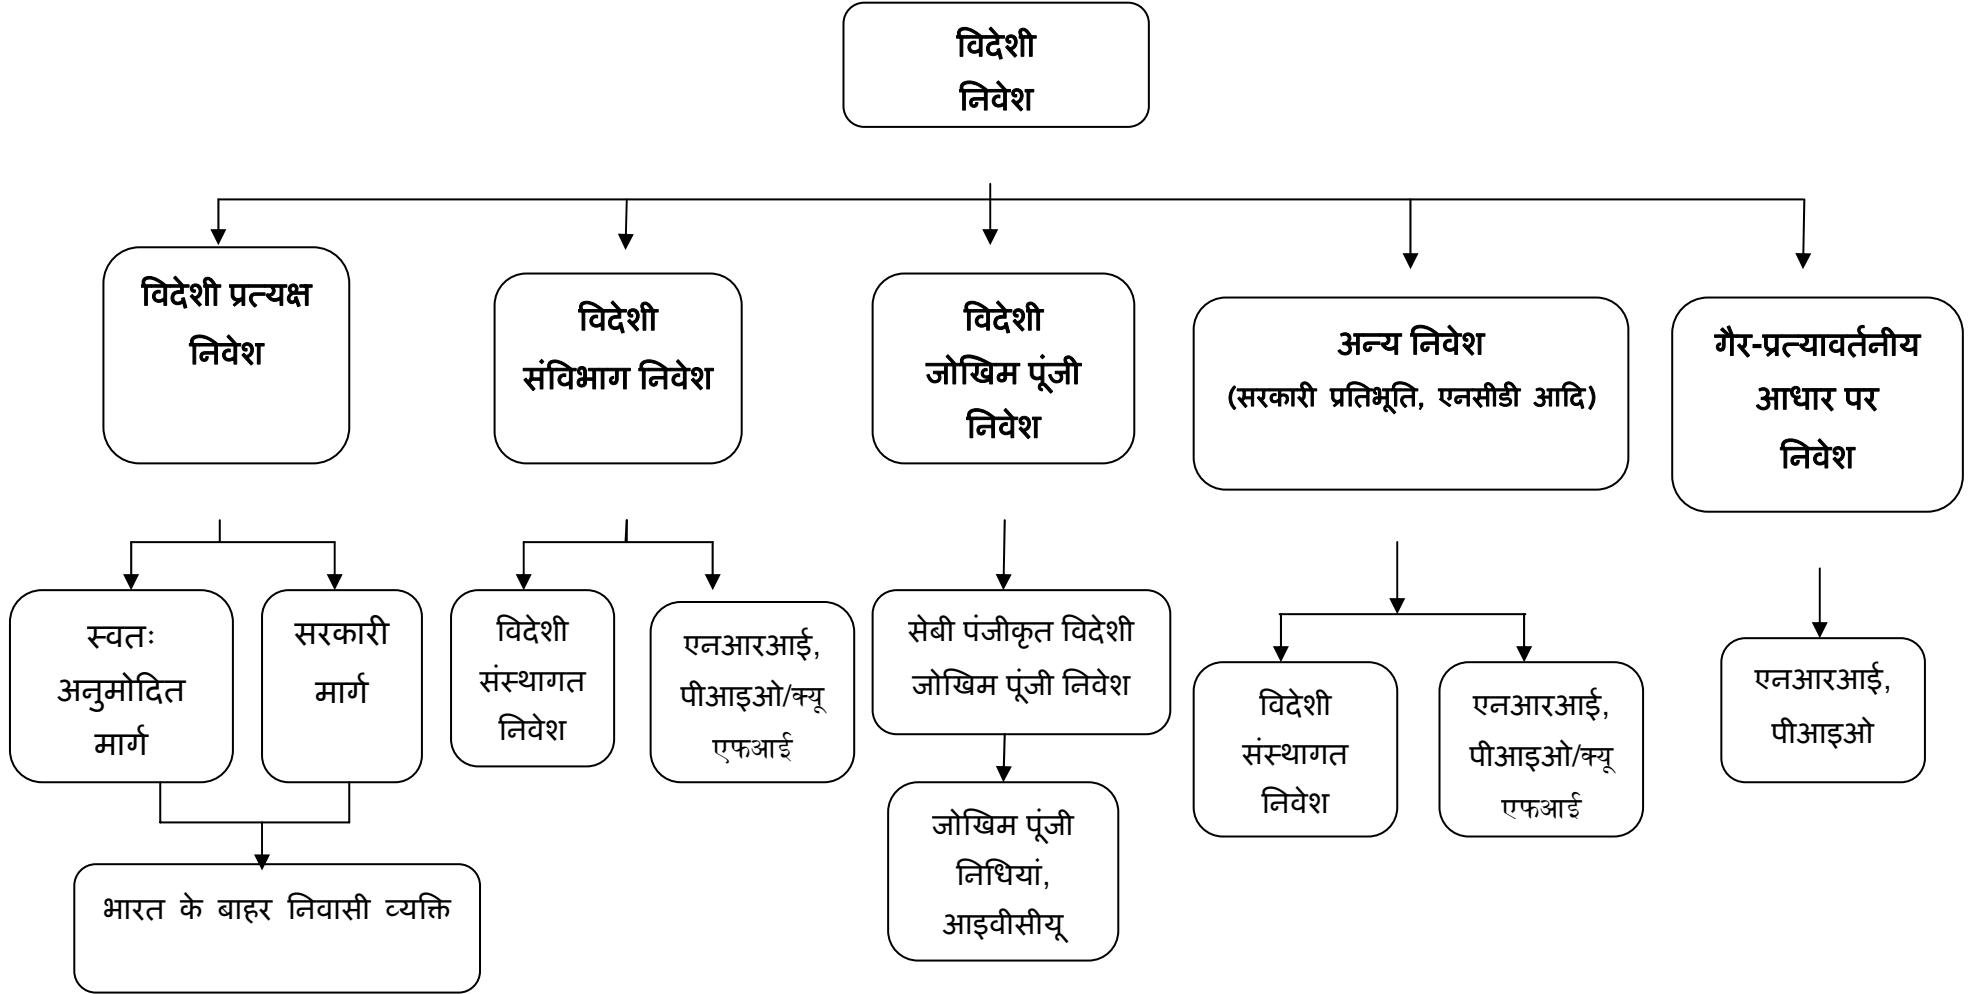 विदेशी
निवेश
विदेशी प्रत्यक्ष
निवेश
विदेशी
संविभाग निवेश
विदेशी
जोखिम पूंजी
निवेश
अन्य निवेश
(सरकारी प्रतिभूति, एनसीडी आदि)
गैर-प्रत्यावर्तनीय
आधार पर
निवेश
स्वतः
अनुमोदित
मार्ग
सरकारी
मार्ग
विदेशी
संस्थागत
निवेश
एनआरआई,
पीआइओ/क्यू
एफआई
सेबी पंजीकृत विदेशी
जोखिम पूंजी निवेश
विदेशी
संस्थागत
निवेश
एनआरआई,
पीआइओ/क्यू
एफआई
एनआरआई,
पीआइओ
भारत के बाहर निवासी व्यक्ति
जोखिम पूंजी
निधियां,
आइवीसीयू